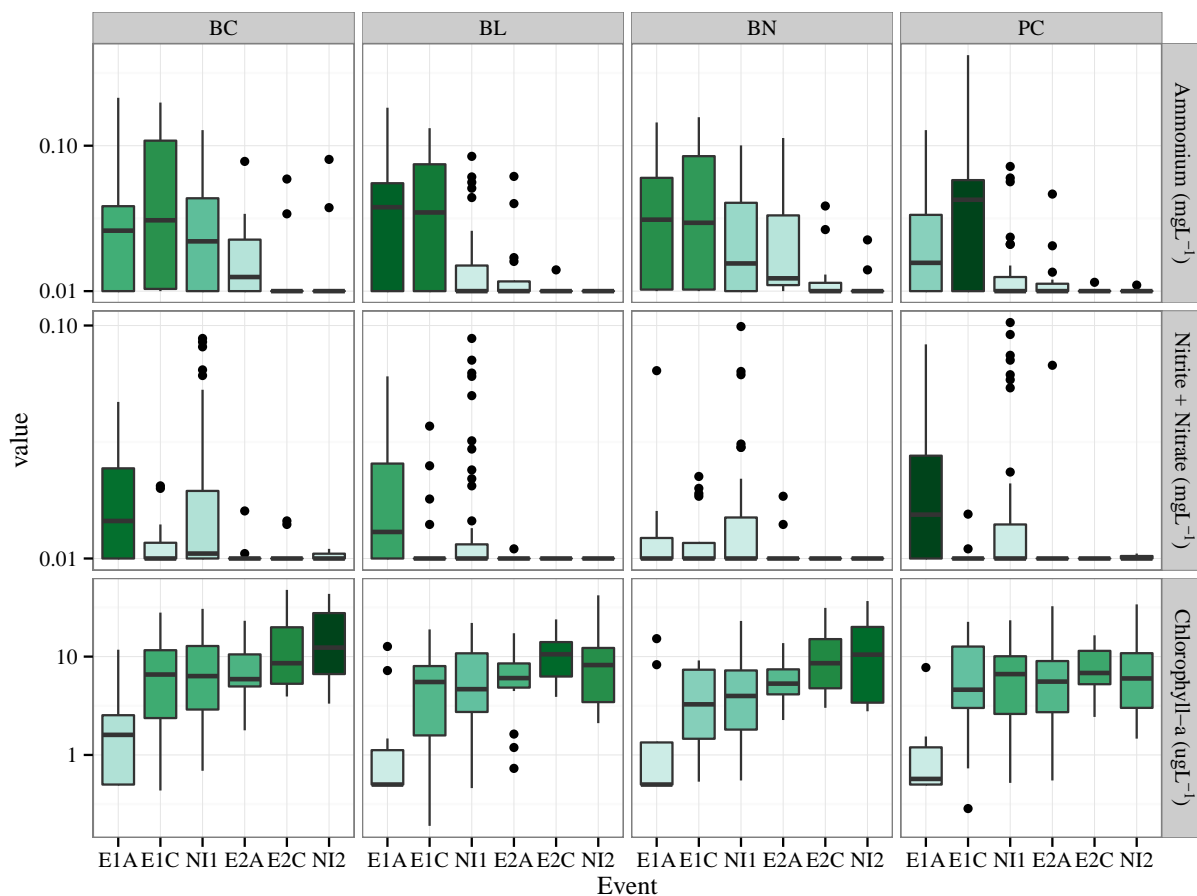 BC BL BN PC
0.10
0.01
Ammonium (mgL⁻¹)
0.10
0.01
Nitrite + Nitrate (mgL⁻¹)
10
1
Chlorophyll−a (ugL⁻¹)
value
E1A E1C NI1 E2A E2C NI2 E1A E1C NI1 E2A E2C NI2 E1A E1C NI1 E2A E2C NI2 E1A E1C NI1 E2A E2C NI2
Event